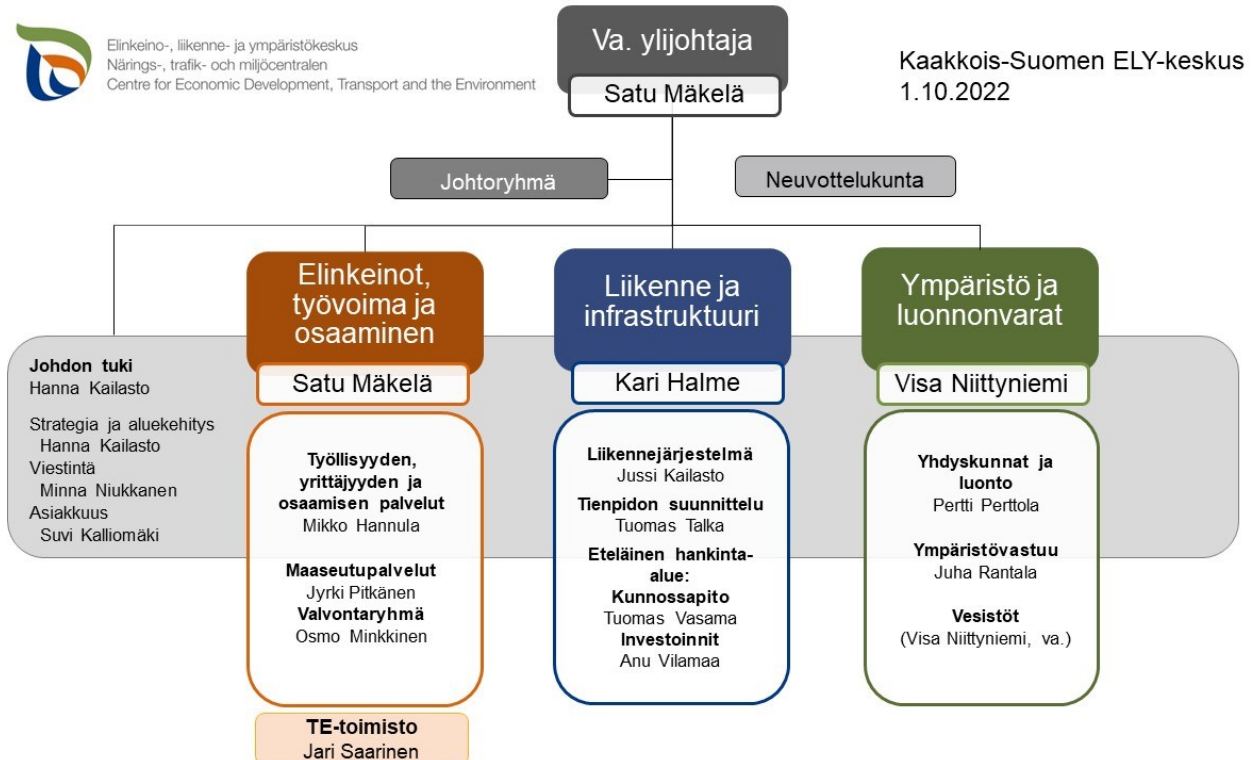 Elinkeino-, liikenne- ja ympäristökeskus
Närings-, trafik- och miljöcentralen
Centre for Economic Development, Transport and the Environment
Va. ylijohtaja
Satu Mäkelä
Kaakkois-Suomen ELY-keskus
1.10.2022
Johtoryhmä
Neuvottelukunta
Johdon tuki
Hanna Kailasto
Strategia ja aluekehitys
Hanna Kailasto
Viestintä
Minna Niukkanen
Asiakkuus
Suvi Kalliomäki
Elinkeinot,
työvoima ja
osaaminen
Satu Mäkelä
Työllisyyden,
yrittäjyyden ja
osaamisen palvelut
Mikko Hannula
Maaseutupalvelut
Jyrki Pitkänen
Valvontaryhmä
Osmo Minkkinen
TE-toimisto
Jari Saarinen
Liikenne ja
infrastruktuuri
Kari Halme
Liikennejärjestelmä
Jussi Kailasto
Tienpidon suunnittelu
Tuomas Talka
Eteläinen hankinta-
alue:
Kunnossapito
Tuomas Vasama
Investoinnit
Anu Vilamaa
Ympäristö ja
luonnonvarat
Visa Niittyniemi
Yhdyskunnat ja
luonto
Pertti Perttola
Ympäristövastuu
Juha Rantala
Vesistöt
(Visa Niittyniemi, va.)